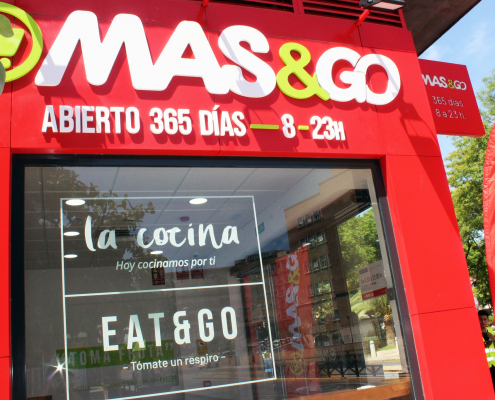 MAS&GO
ABIERTO 365 DÍAS — 8-23H
MAS&GO
365 días
8 a 23 h
la cocina
Hoy cocinamos por ti
EAT&GO
- Tómate un respiro -
MAS&GO